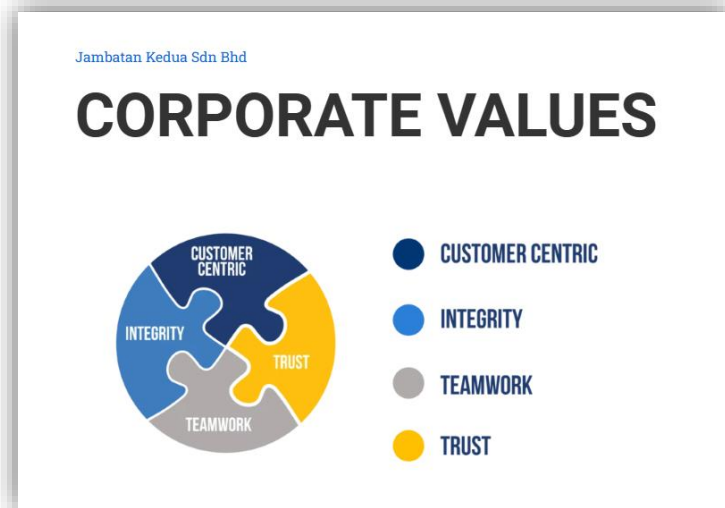 Jambatan Kedua Sdn Bhd
CORPORATE VALUES
CUSTOMER
CENTRIC
INTEGRITY
TRUST
TEAMWORK
CUSTOMER CENTRIC
INTEGRITY
TEAMWORK
TRUST